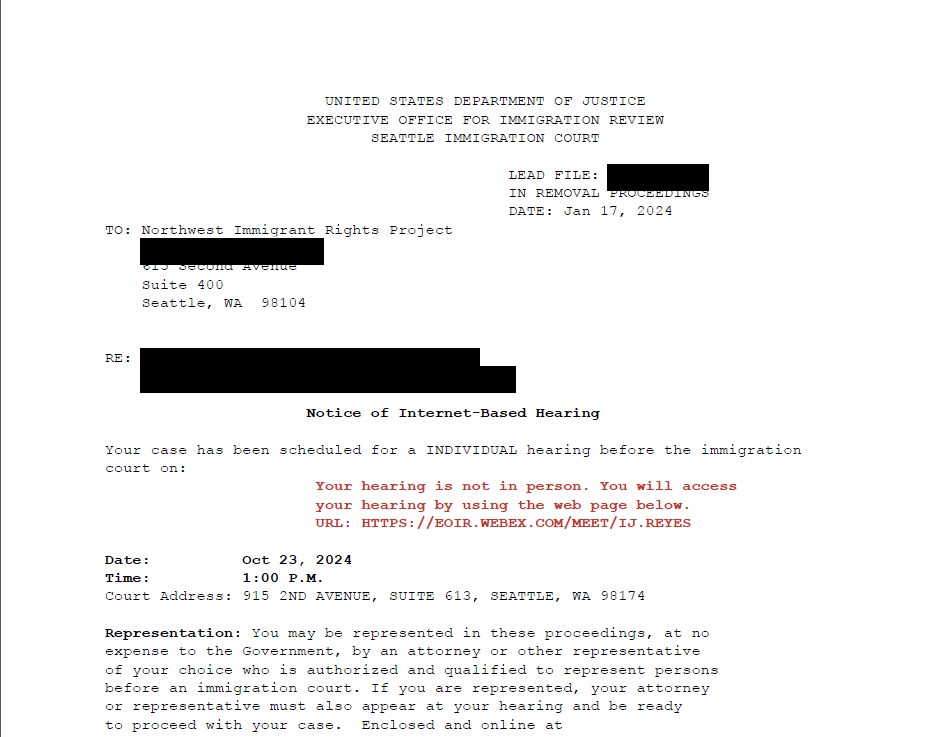 UNITED STATES DEPARTMENT OF JUSTICE
EXECUTIVE OFFICE FOR IMMIGRATION REVIEW
SEATTLE IMMIGRATION COURT
LEAD FILE:
IN REMOVAL PROCEEDINGS
DATE: Jan 17, 2024
TO: Northwest Immigrant Rights Project
615 Second Avenue
Suite 400
Seattle, WA 98104
RE:
Notice of Internet-Based Hearing
Your case has been scheduled for a INDIVIDUAL hearing before the immigration
court on:
Your hearing is not in person. You will access
your hearing by using the web page below.
URL: HTTPS://EOIR.WEBEX.COM/MEET/IJ.REYES
Date: Oct 23, 2024
Time: 1:00 P.M.
Court Address: 915 2ND AVENUE, SUITE 613, SEATTLE, WA 98174
Representation: You may be represented in these proceedings, at no
expense to the Government, by an attorney or other representative
of your choice who is authorized and qualified to represent persons
before an immigration court. If you are represented, your attorney
or representative must also appear at your hearing and be ready
to proceed with your case. Enclosed and online at